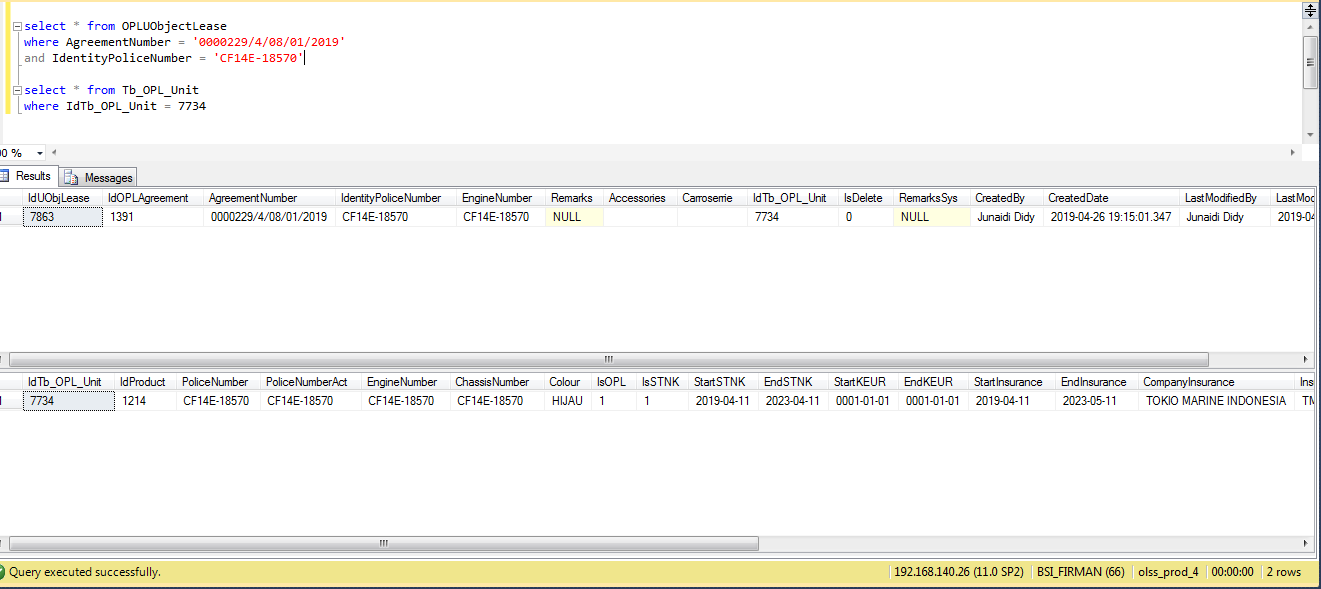 select * from OPLUObjectLease
where AgreementNumber = '0000229/4/08/01/2019'
and IdentityPoliceNumber = 'CF14E-18570'
select * from Tb_OPL_Unit
where IdTb_OPL_Unit = 7734
00 %
Results Messages
IdUObjLease IdOPLAgreement AgreementNumber IdentityPoliceNumber EngineNumber Remarks Accessories Carroserrie IdTb_OPL_Unit IsDelete RemarksSys CreatedBy CreatedDate LastModifiedBy LastMod
7863 1391 0000229/4/08/01/2019 CF14E-18570 CF14E-18570 NULL 7734 0 NULL Junaidi Didy 2019-04-26 19:15:01.347 Junaidi Didy 2019-04
IdTb_OPL_Unit IdProduct PoliceNumber PoliceNumberAct EngineNumber ChassisNumber Colour IsOPL IsSTNK StartSTNK EndSTNK StartKEUR EndKEUR StartInsurance EndInsurance CompanyInsurance Ins
7734 1214 CF14E-18570 CF14E-18570 CF14E-18570 CF14E-18570 HIJAU 1 1 2019-04-11 2023-04-11 0001-01-01 0001-01-01 2019-04-11 2023-05-11 TOKIO MARINE INDONESIA TM
Query executed successfully. 192.168.140.26 (11.0 SP2) BSI_FIRMAN (66) olss_prod_4 00:00:00 2 rows